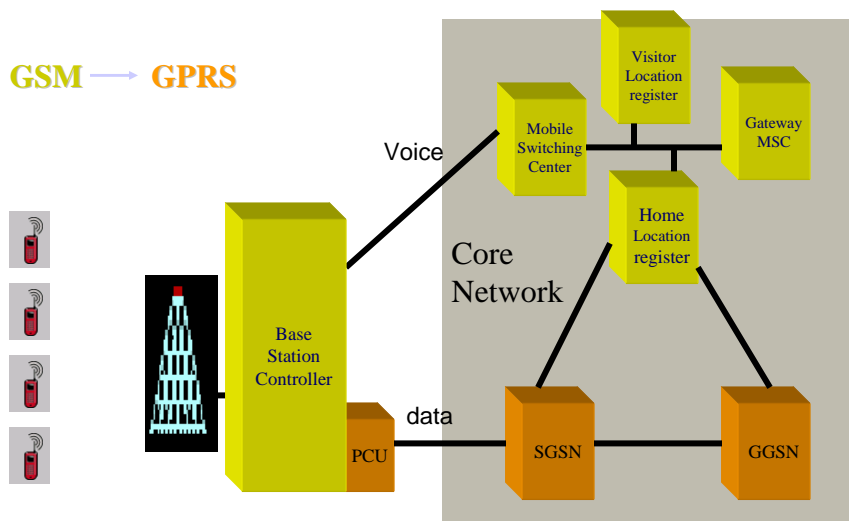 GSM GPRS
Visitor
Location
register
Mobile
Switching
Center
Gateway
MSC
Voice
Home
Location
register
Core
Network
Base
Station
Controller
data
PCU
SGSN
GGSN